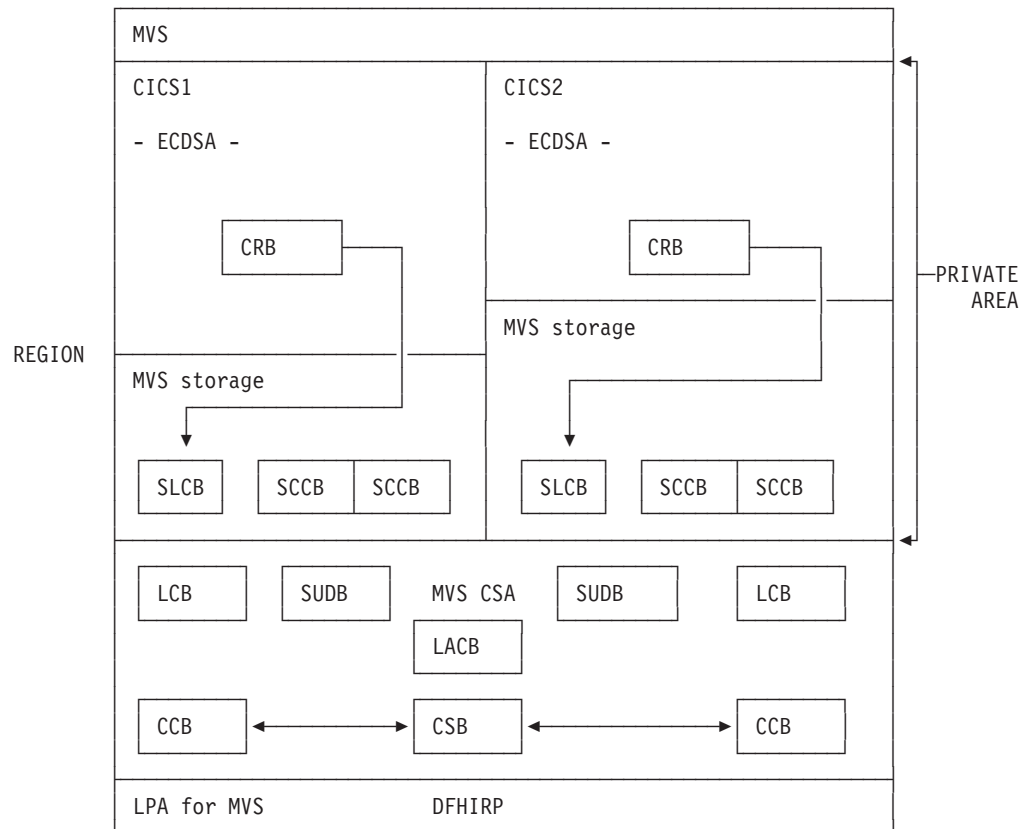 MVS
CICS1 CICS2
- ECDSA - - ECDSA -
CRB CRB
PRIVATE
AREA
MVS storage
REGION
MVS storage
SLCB SCCB SCCB SLCB SCCB SCCB
LCB SUDB MVS CSA SUDB LCB
LACB
CCB CSB CCB
LPA for MVS DFHIRP